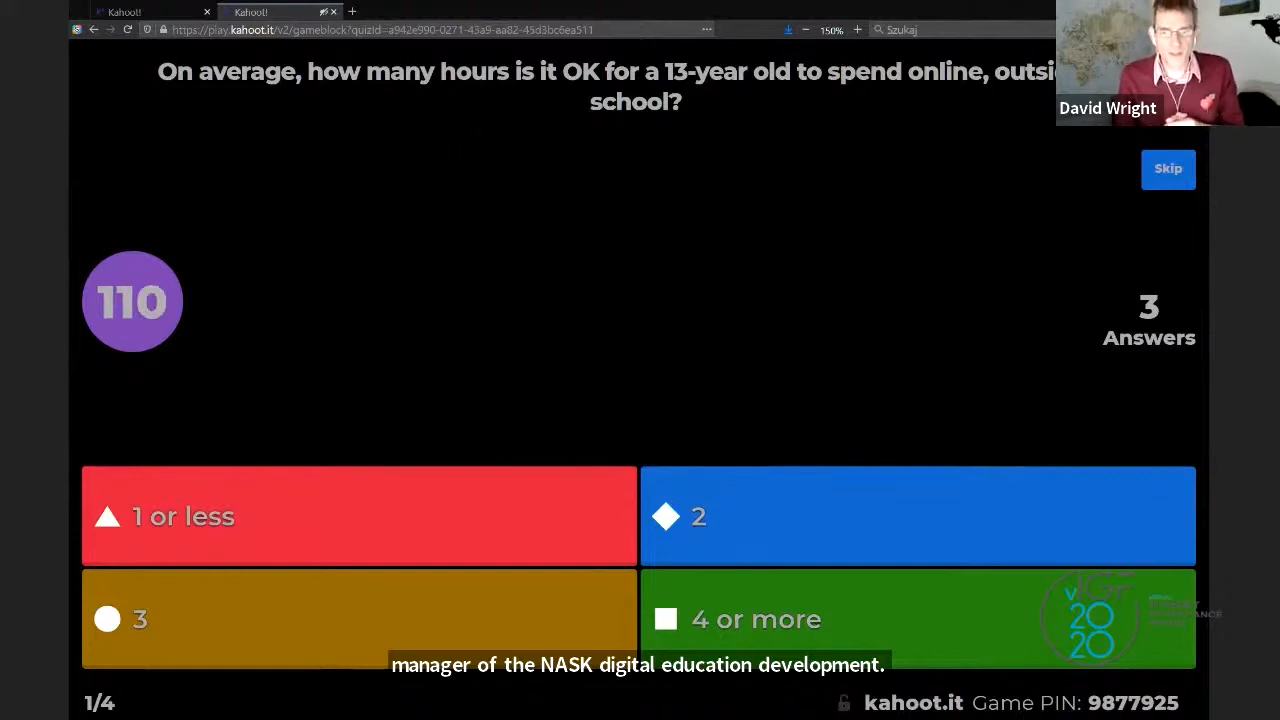 Kahoot!
Kahoot!
https://play.kahoot.it/v2/gameblock?quizId=a942e990-0271-43a9-aa82-45d3bc6ea511
150%
Szukaj
On average, how many hours is it OK for a 13-year old to spend online,
school?
David Wright
Skip
110
3
Answers
1 or less
2
3
4 or more
vIGF
2020
manager of the NASK digital education development.
1/4
kahoot.it Game PIN: 9877925